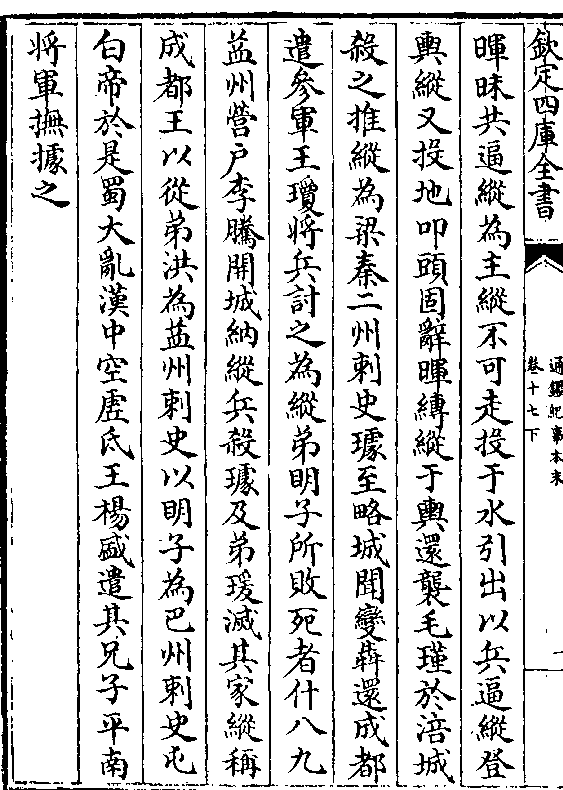 欽定四庫全書
通鑑紀事本末
卷十七下
暉昧共逼縱為主縱不可走投于水引出以兵逼縱登
輿縱又投地叩頭固辭暉縛縱于輿還襲毛瑾於涪城
殺之推縱為梁秦二州刺史璩至略城聞變犇還成都
遣參軍王瓊將兵討之為縱弟明子所敗死者什八九
益州營户李騰開城納縱兵殺璩及弟瑗滅其家縱稱
成都王以從弟洪為益州刺史以明子為巴州刺史屯
白帝於是蜀大亂漢中空虛氐王楊盛遣其兄子平南
將軍撫據之